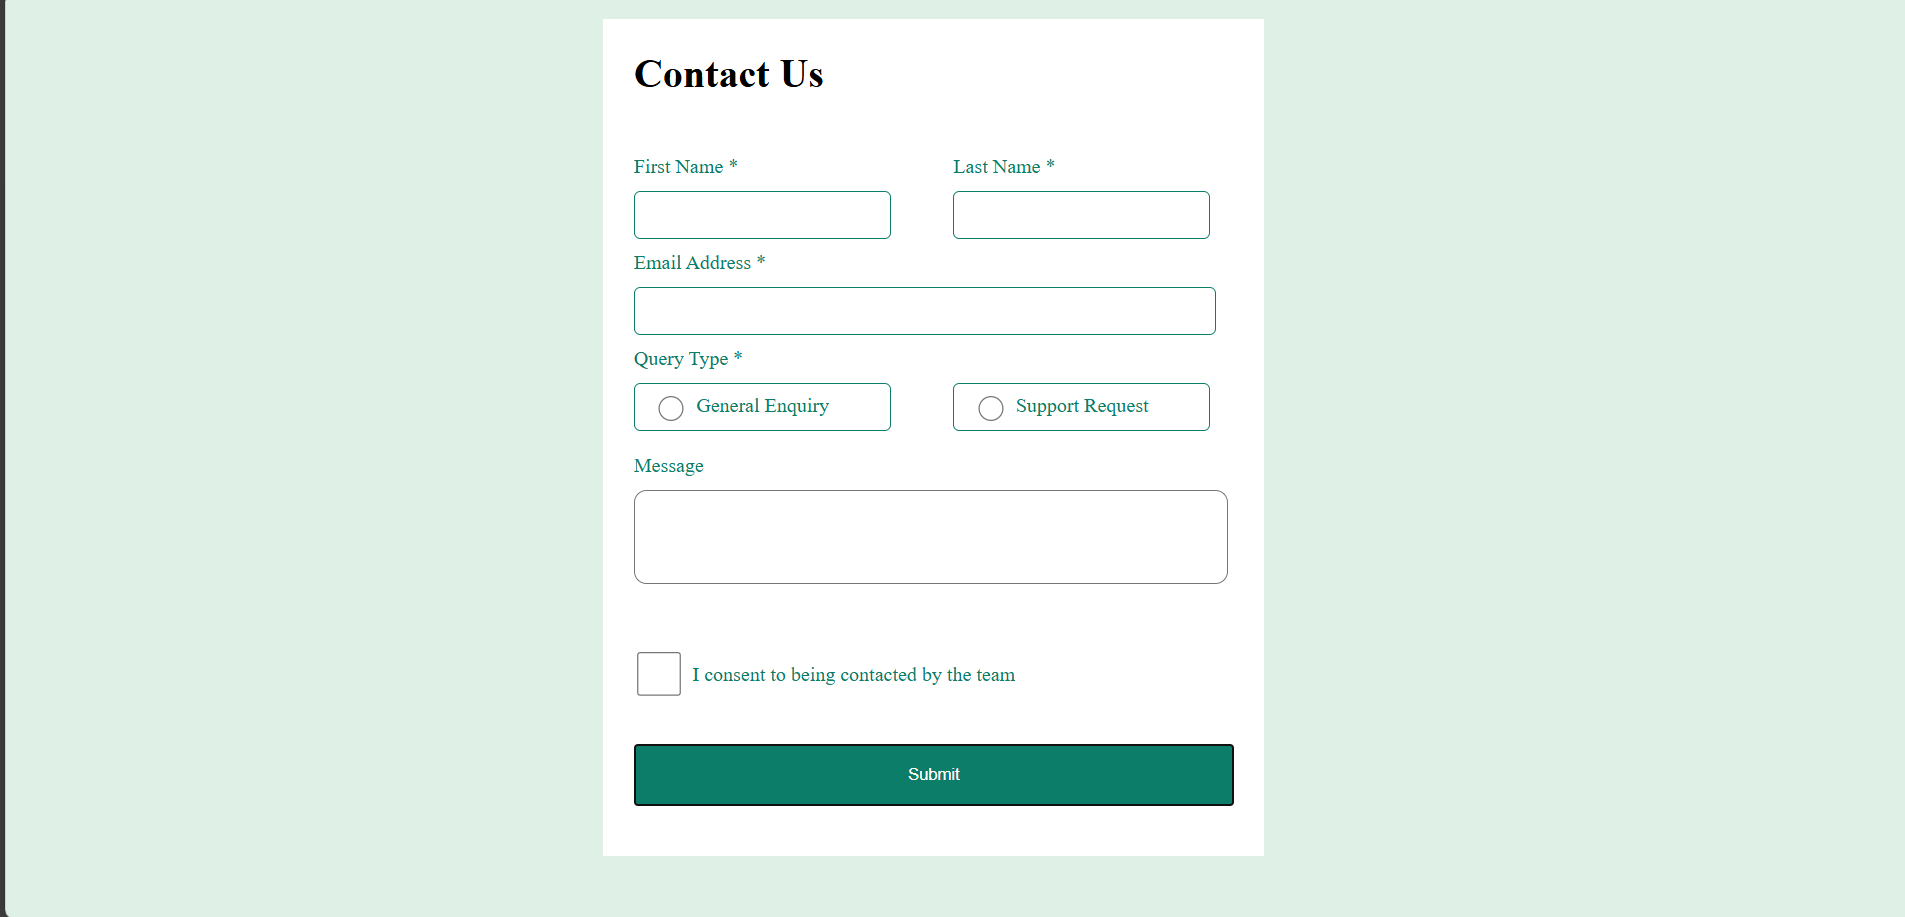 Contact Us
First Name *
Last Name *
Email Address *
Query Type *
General Enquiry
Support Request
Message
I consent to being contacted by the team
Submit